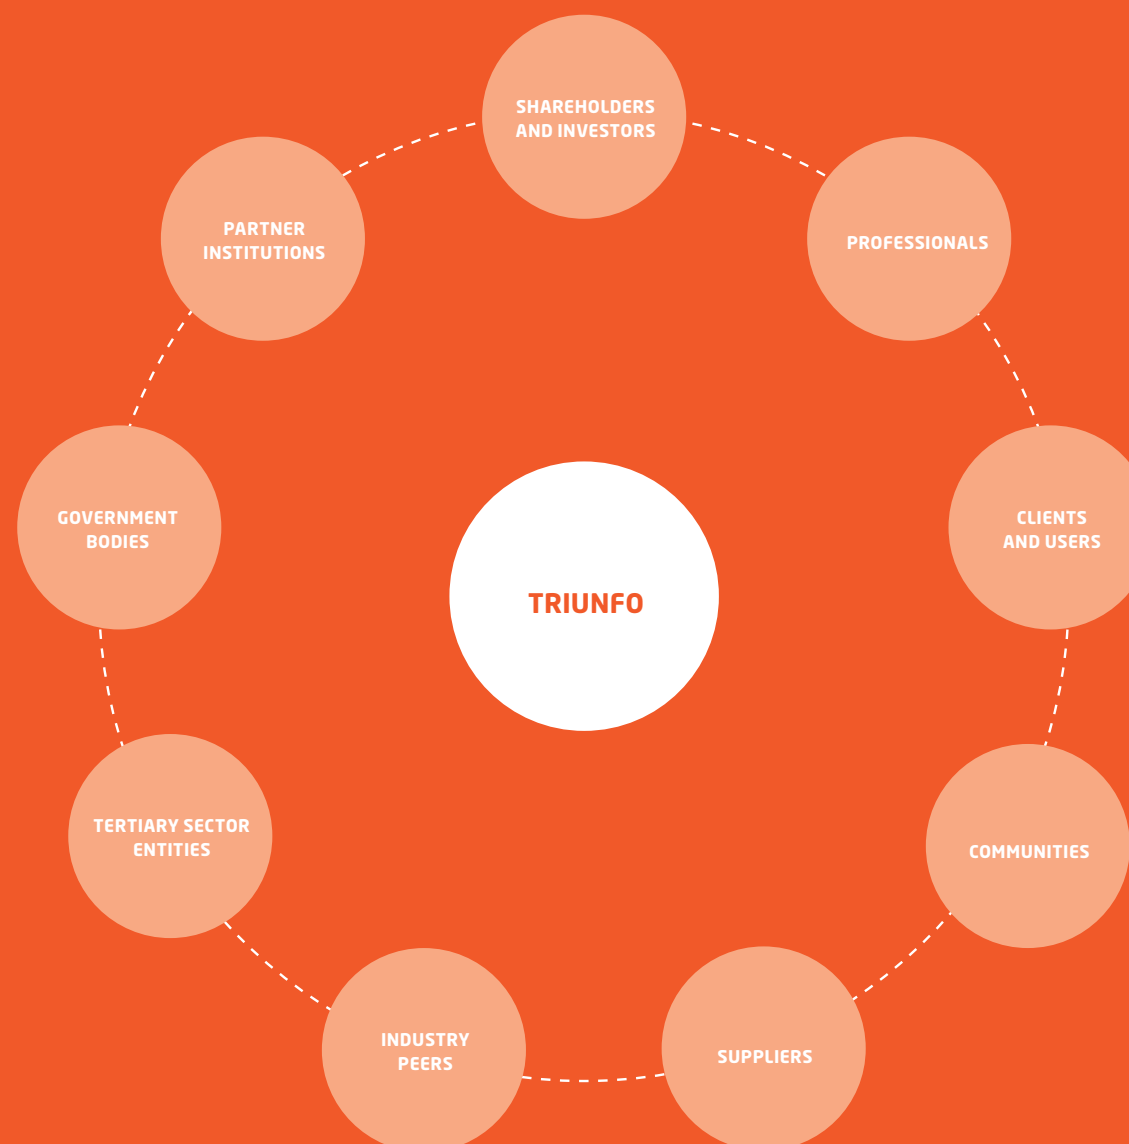 SHAREHOLDERS
AND INVESTORS
PARTNER
INSTITUTIONS
PROFESSIONALS
GOVERNMENT
BODIES
CLIENTS
AND USERS
TRIUNFO
TERTIARY SECTOR
ENTITIES
COMMUNITIES
INDUSTRY
PEERS
SUPPLIERS